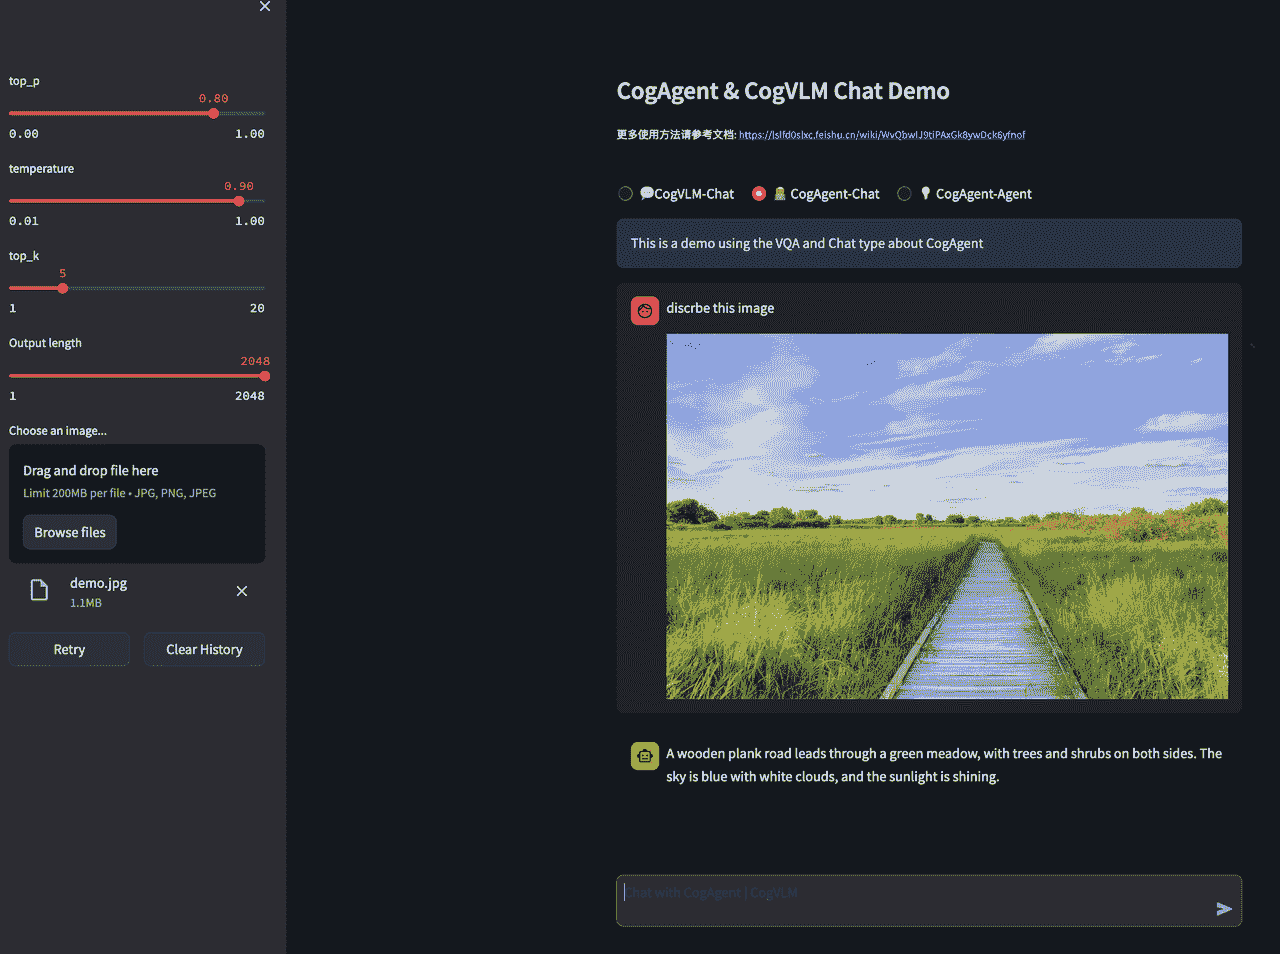 top_p
0.80
0.00 1.00
temperature
0.90
0.01 1.00
top_k
5
1 20
Output length
2048
1 2048
Choose an image...
Drag and drop file here
Limit 200MB per file • JPG, PNG, JPEG
Browse files
demo.jpg
1.1MB
Retry Clear History
CogAgent & CogVLM Chat Demo
更多使用方法请参考文档:
CogVLM-Chat CogAgent-Chat CogAgent-Agent
This is a demo using the VQA and Chat type about CogAgent
discrbe this image
A wooden plank road leads through a green meadow, with trees and shrubs on both sides. The
sky is blue with white clouds, and the sunlight is shining.
Chat with CogAgent | CogVLM